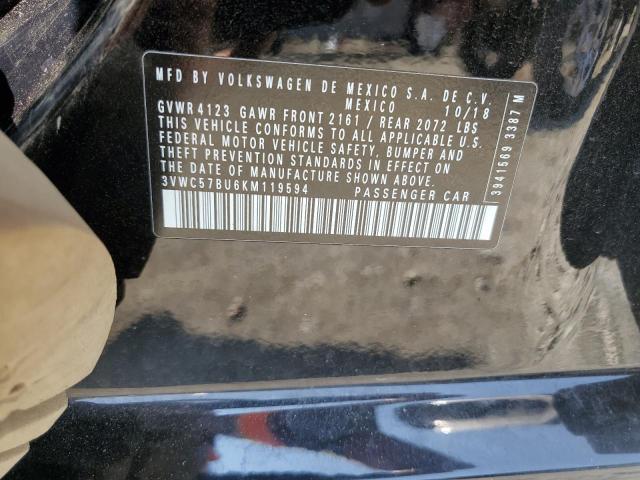 MFD BY VOLKSWAGEN DE MEXICO S.A. DE C.V.
MEXICO 10/18
GVWR 4123 GAWR FRONT 2161 / REAR 2072 LBS
THIS VEHICLE CONFORMS TO ALL APPLICABLE U.S.
FEDERAL MOTOR VEHICLE SAFETY, BUMPER AND
THEFT PREVENTION STANDARDS IN EFFECT ON
THE DATE OF MANUFACTURE SHOWN ABOVE.
3VWC57BU6KM119594 PASSENGER CAR
3941569 3387 M